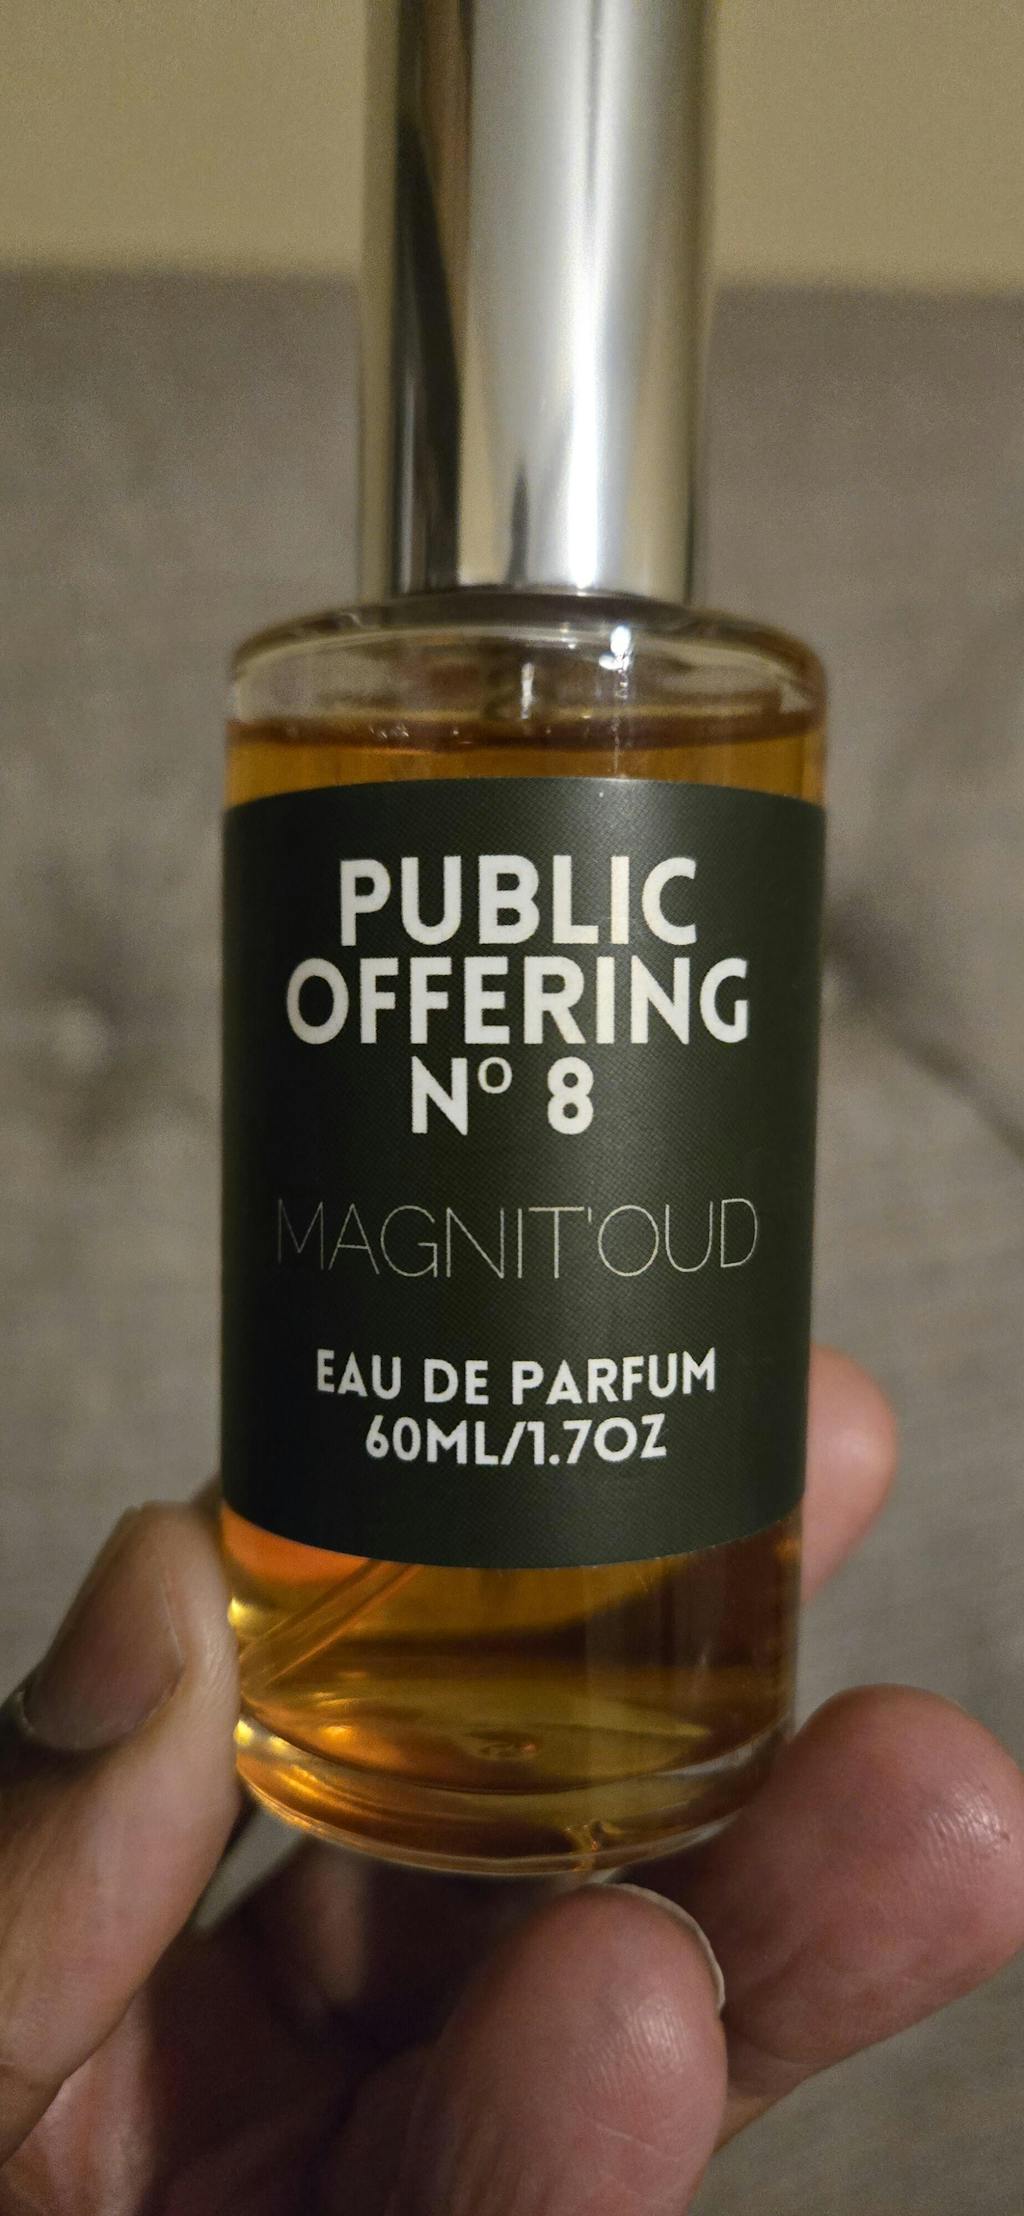 PUBLIC
OFFERING
Nº 8
MAGNIT'OUD
EAU DE PARFUM
60ML/1.7OZ